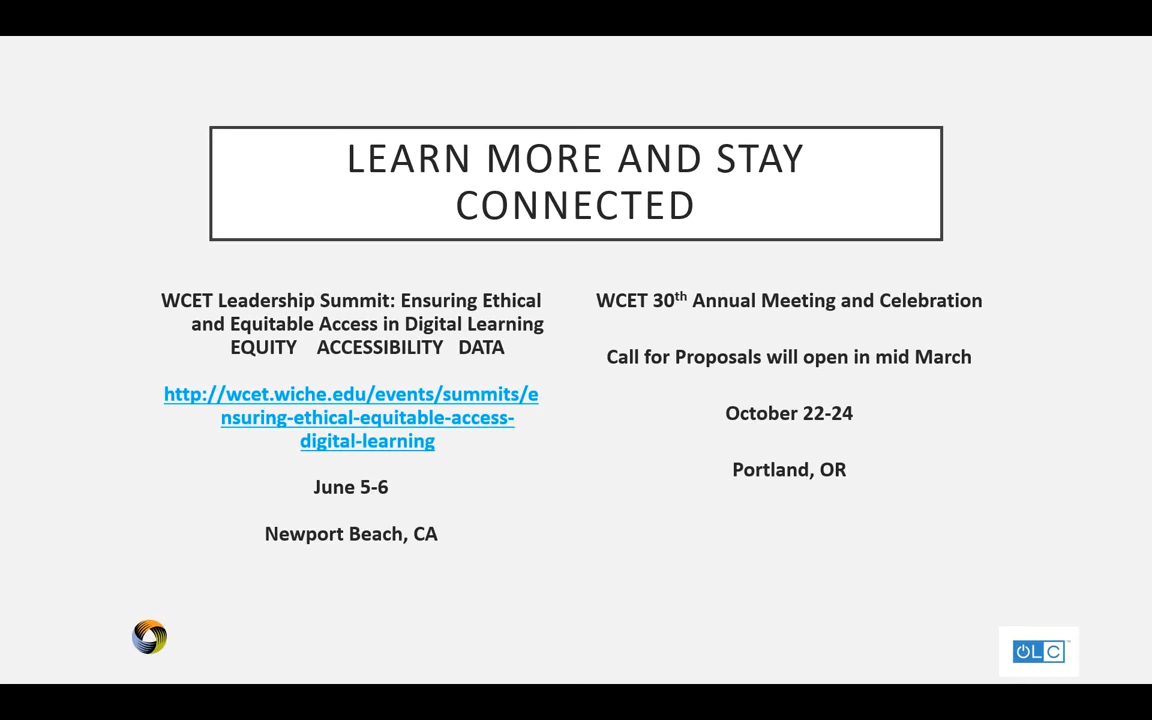 LEARN MORE AND STAY
CONNECTED
WCET Leadership Summit: Ensuring Ethical
and Equitable Access in Digital Learning
EQUITY ACCESSIBILITY DATA
http://wcet.wiche.edu/events/summits/e
nsuring-ethical-equitable-access-
digital-learning
June 5-6
Newport Beach, CA
WCET 30th Annual Meeting and Celebration
Call for Proposals will open in mid March
October 22-24
Portland, OR
OLC